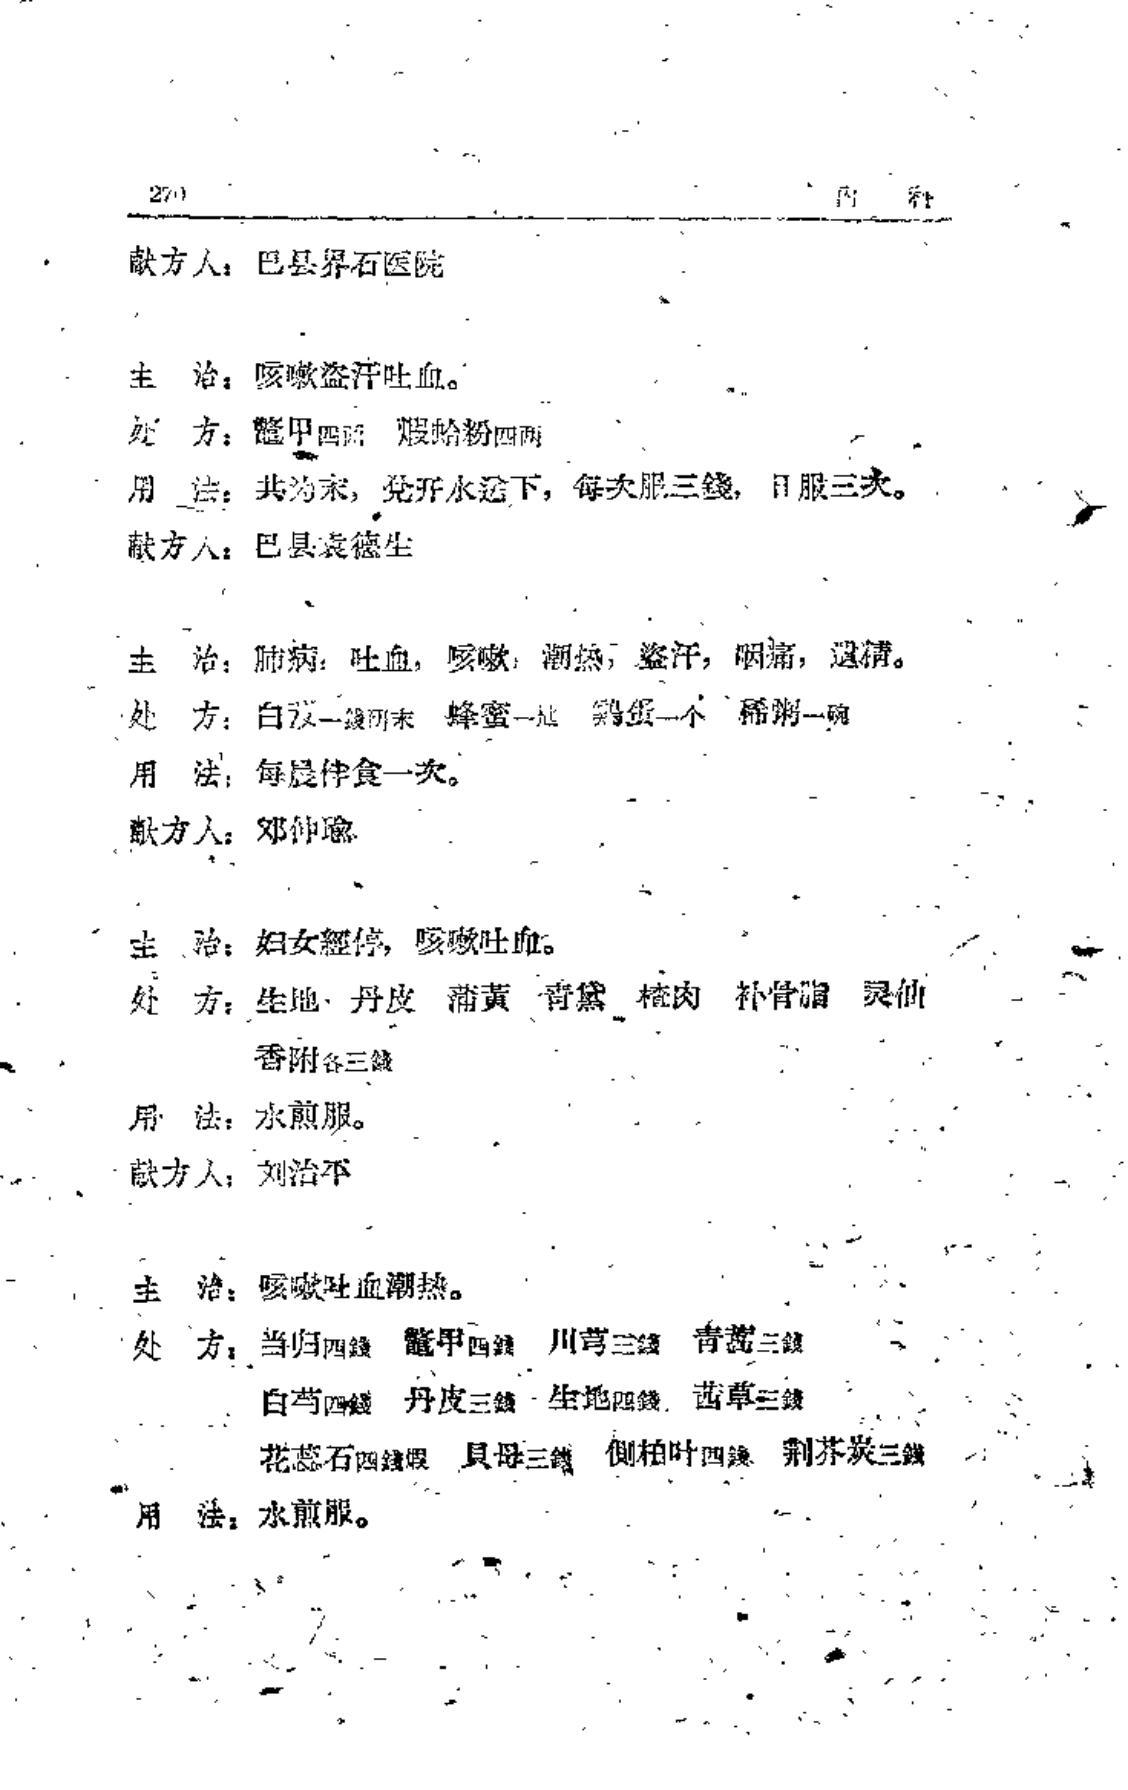 270 内 科
献方人：巴县界石医院
主 治：咳嗽盗汗吐血。
处 方：鼈甲四两 煅蛤粉四两
用 法：共为末，兑开水送下，每次服三錢，日服三次。
献方人：巴县袁德生
主 治：肺病，吐血，咳嗽，潮热，盗汗，咽痛，遗精。
处 方：白芨一錢研末 蜂蜜一匙 鷄蛋一个 稀粥一碗
用 法：每晨伴食一次。
献方人：邓仲瑜
主 治：妇女經停，咳嗽吐血。
处 方：生地 丹皮 蒲黃 青黛 楂肉 补骨脂 灵仙
香附各三錢
用 法：水煎服。
献方人：刘治平
主 治：咳嗽吐血潮热。
处 方：当归四錢 鼈甲四錢 川芎三錢 青蒿三錢
白芍四錢 丹皮三錢 生地四錢 茜草三錢
花蕊石四錢煅 貝母三錢 侧柏叶四錢 荆芥炭三錢
用 法：水煎服。